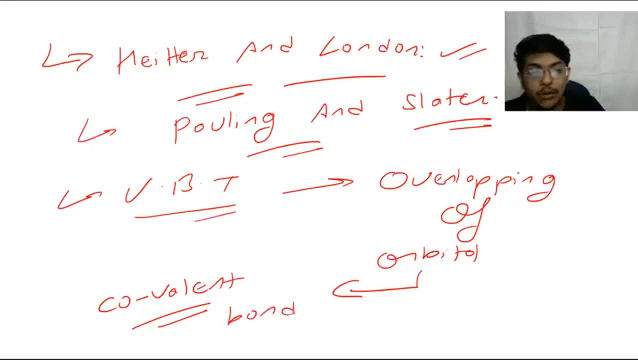 Heitler And London:
Pauling And Slater.
V.B.T → Overlapping
Of
orbital
co-valent
bond